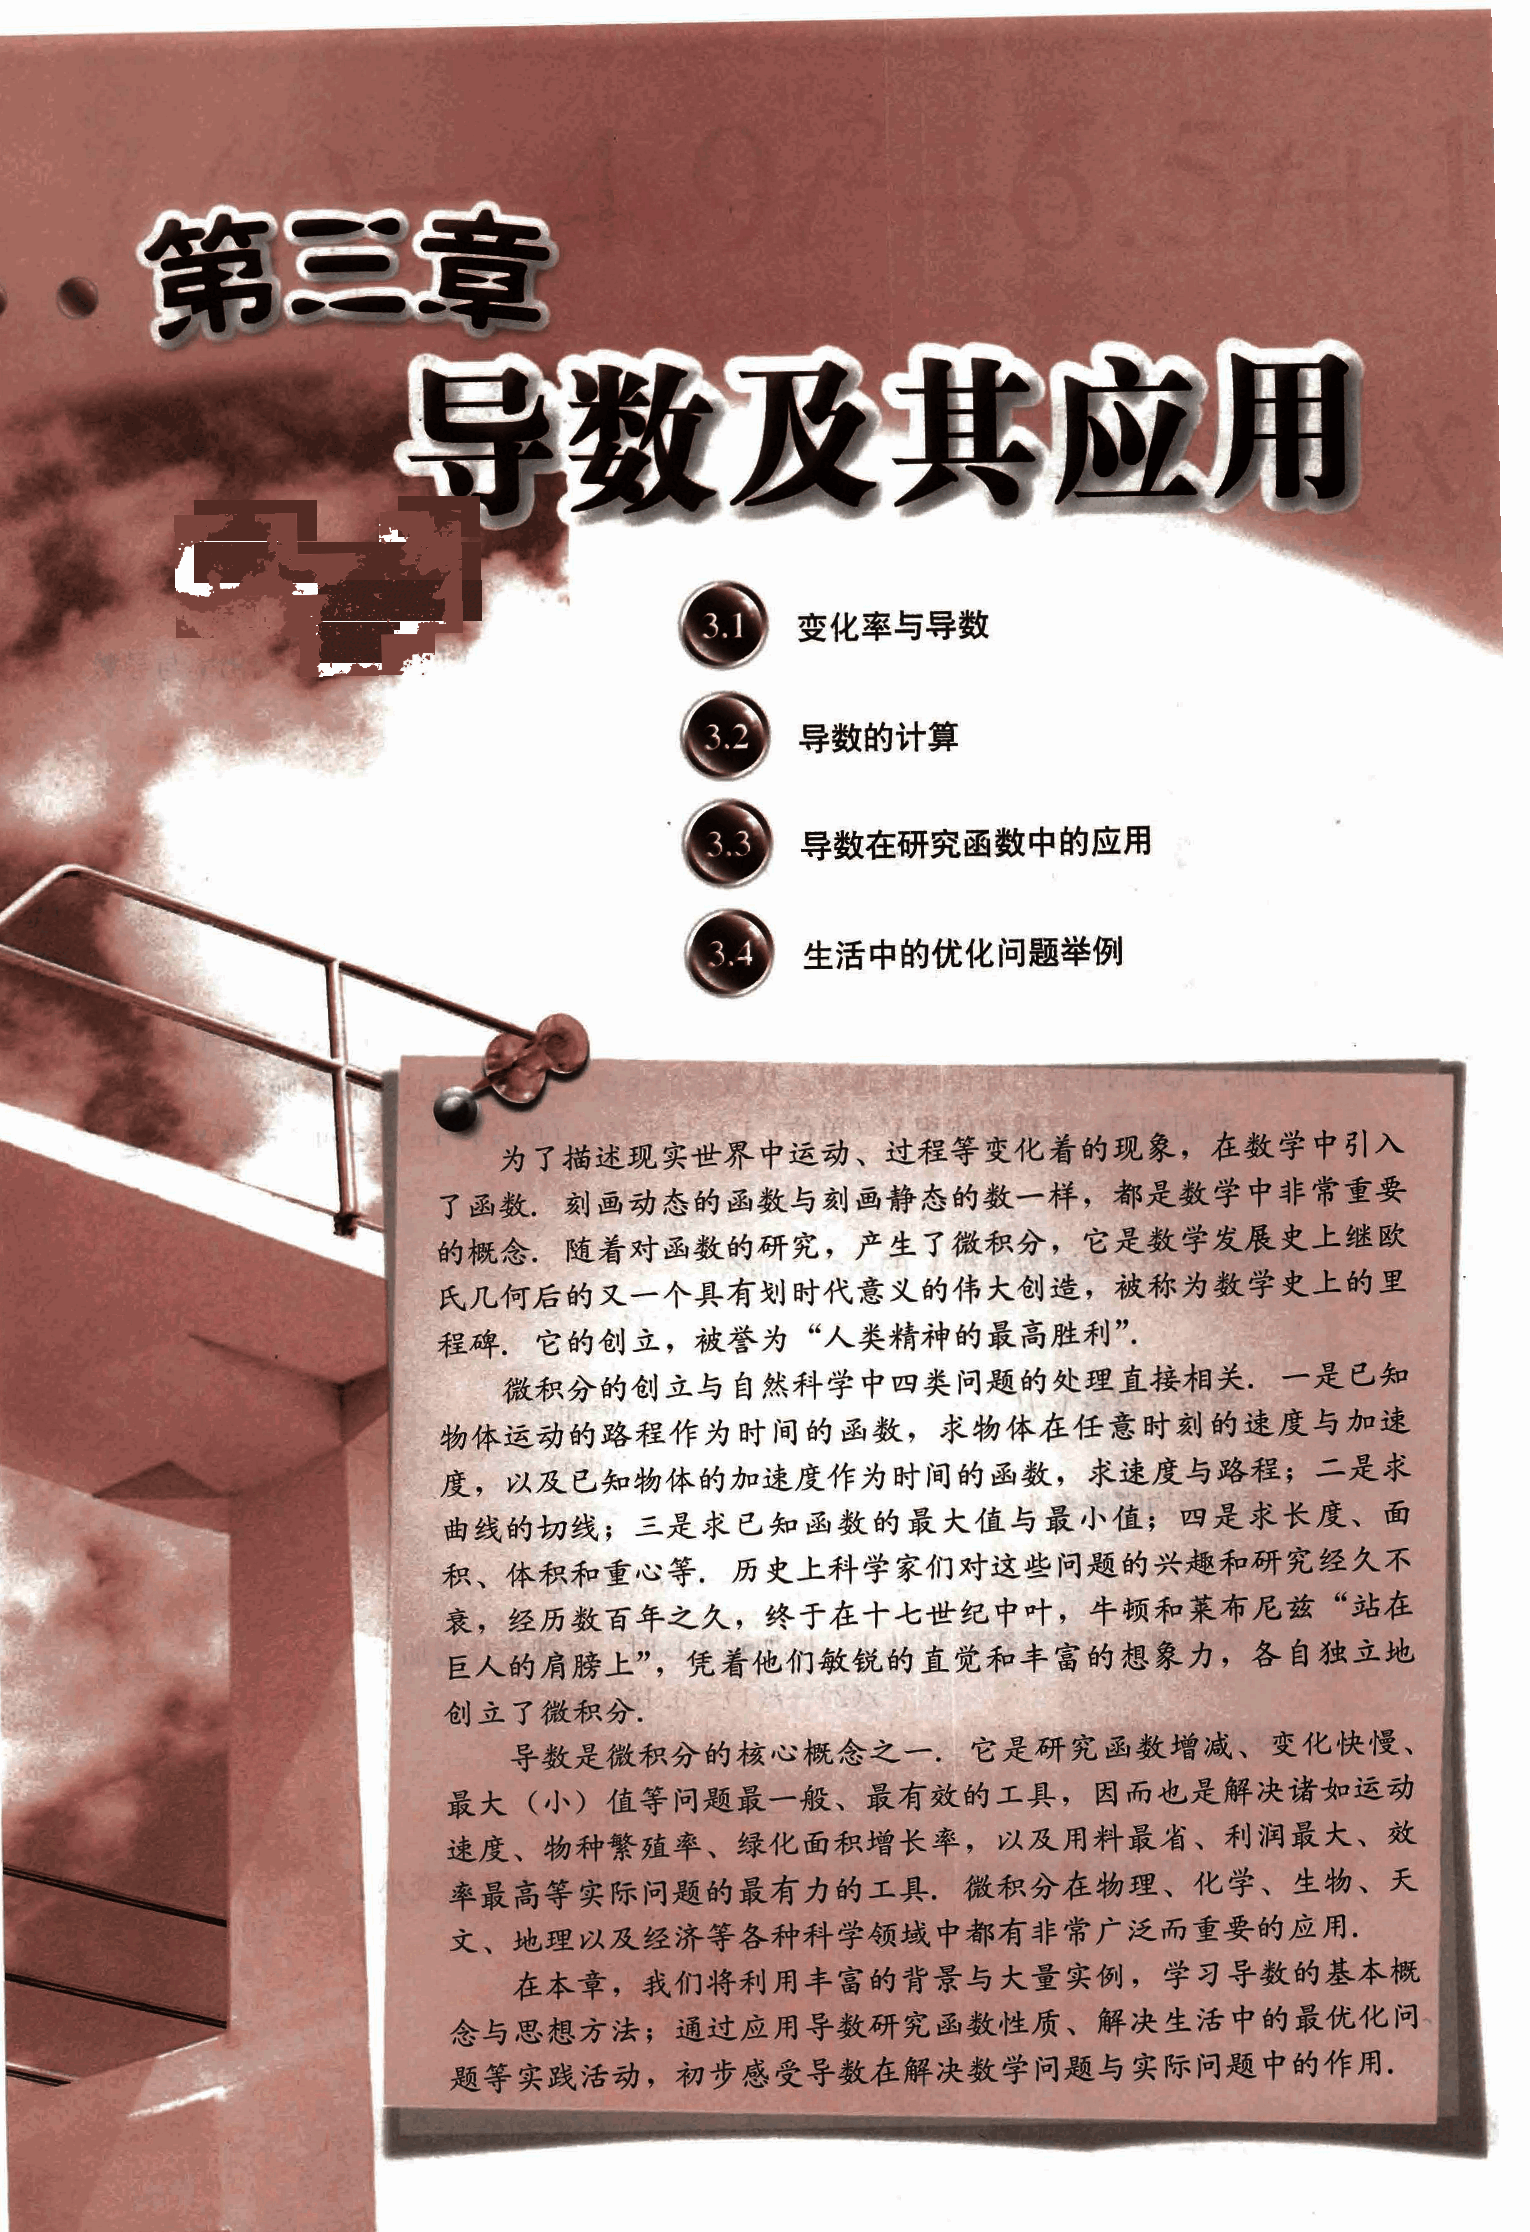 第三章
导数及其应用
3.1 变化率与导数
3.2 导数的计算
3.3 导数在研究函数中的应用
3.4 生活中的优化问题举例
为了描述现实世界中运动、过程等变化着的现象，在数学中引入
了函数．刻画动态的函数与刻画静态的数一样，都是数学中非常重要
的概念．随着对函数的研究，产生了微积分，它是数学发展史上继欧
氏几何后的又一个具有划时代意义的伟大创造，被称为数学史上的里
程碑．它的创立，被誉为“人类精神的最高胜利”．
微积分的创立与自然科学中四类问题的处理直接相关．一是已知
物体运动的路程作为时间的函数，求物体在任意时刻的速度与加速
度，以及已知物体的加速度作为时间的函数，求速度与路程；二是求
曲线的切线；三是求已知函数的最大值与最小值；四是求长度、面
积、体积和重心等．历史上科学家们对这些问题的兴趣和研究经久不
衰，经历数百年之久，终于在十七世纪中叶，牛顿和莱布尼兹“站在
巨人的肩膀上”，凭着他们敏锐的直觉和丰富的想象力，各自独立地
创立了微积分．
导数是微积分的核心概念之一．它是研究函数增减、变化快慢、
最大（小）值等问题最一般、最有效的工具，因而也是解决诸如运动
速度、物种繁殖率、绿化面积增长率，以及用料最省、利润最大、效
率最高等实际问题的最有力的工具．微积分在物理、化学、生物、天
文、地理以及经济等各种科学领域中都有非常广泛而重要的应用．
在本章，我们将利用丰富的背景与大量实例，学习导数的基本概
念与思想方法；通过应用导数研究函数性质、解决生活中的最优化问
题等实践活动，初步感受导数在解决数学问题与实际问题中的作用．